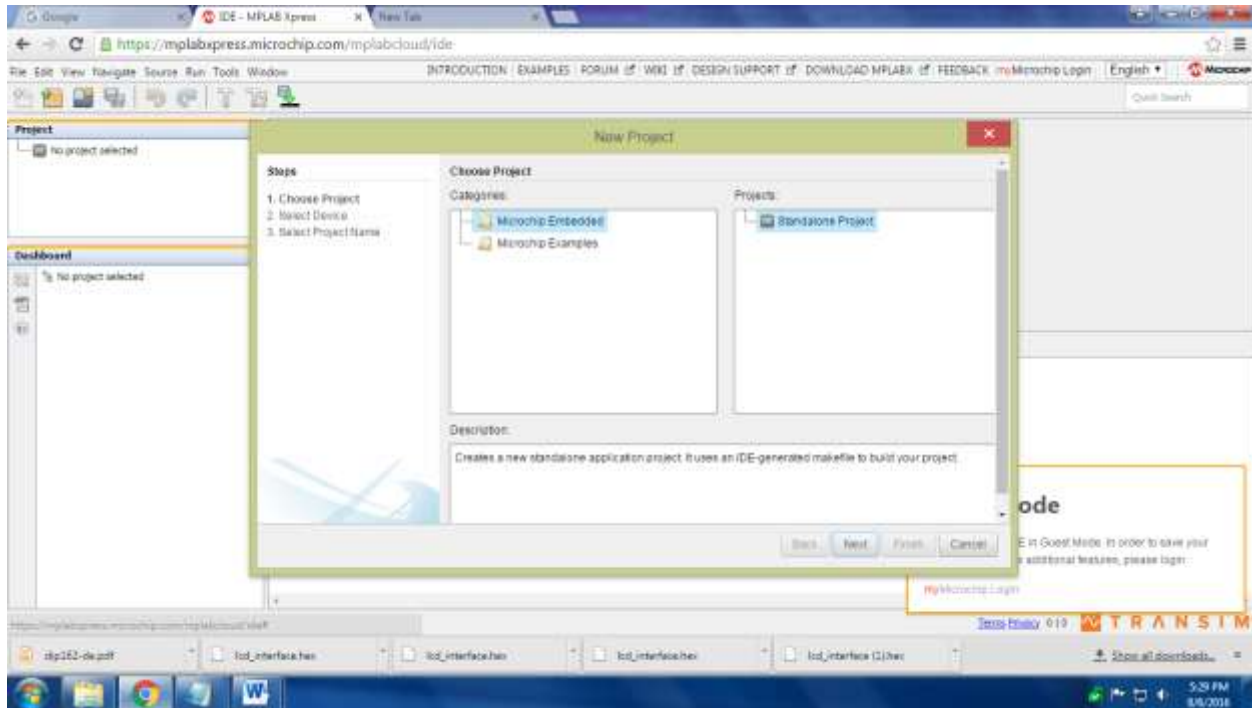 Google
IDE - MPLAB Xpress
New Tab
https://mplabxpress.microchip.com/mplabcloud/ide
File Edit View Navigate Source Run Tools Window
INTRODUCTION EXAMPLES FORUM WIKI DESIGN SUPPORT DOWNLOAD MPLABX FEEDBACK myMicrochip Login English MICROCHIP
Quick Search
Project
No project selected
Dashboard
No project selected
New Project
Steps
1. Choose Project
2. Select Device
3. Select Project Name
Choose Project
Categories:
Microchip Embedded
Microchip Examples
Projects:
Standalone Project
Description:
Creates a new standalone application project. It uses an IDE-generated makefile to build your project.
Back Next Finish Cancel
ode
E in Guest Mode. In order to save your
additional features, please login
myMicrochip Login
Terms Privacy
TRANSIM
lcd_interface.hex
lcd_interface.hex
lcd_interface.hex
lcd_interface (1).hex
Show all downloads...
5:29 PM